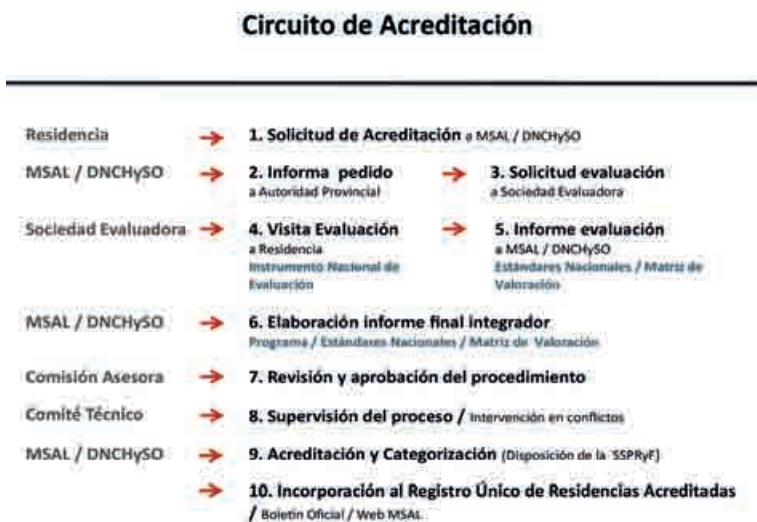 Circuito de Acreditación
Residencia → 1. Solicitud de Acreditación a MSAL / DNCHySO
MSAL / DNCHySO → 2. Informa pedido → 3. Solicitud evaluación
a Autoridad Provincial a Sociedad Evaluadora
Sociedad Evaluadora → 4. Visita Evaluación → 5. Informe evaluación
a Residencia a MSAL / DNCHySO
Instrumento Nacional de Estándares Nacionales / Matriz de
Evaluación Valoración
MSAL / DNCHySO → 6. Elaboración informe final integrador
Programa / Estándares Nacionales / Matriz de Valoración
Comisión Asesora → 7. Revisión y aprobación del procedimiento
Comité Técnico → 8. Supervisión del proceso / Intervención en conflictos
MSAL / DNCHySO → 9. Acreditación y Categorización (Disposición de la SSPRyF)
→ 10. Incorporación al Registro Único de Residencias Acreditadas
/ Boletín Oficial / Web MSAL